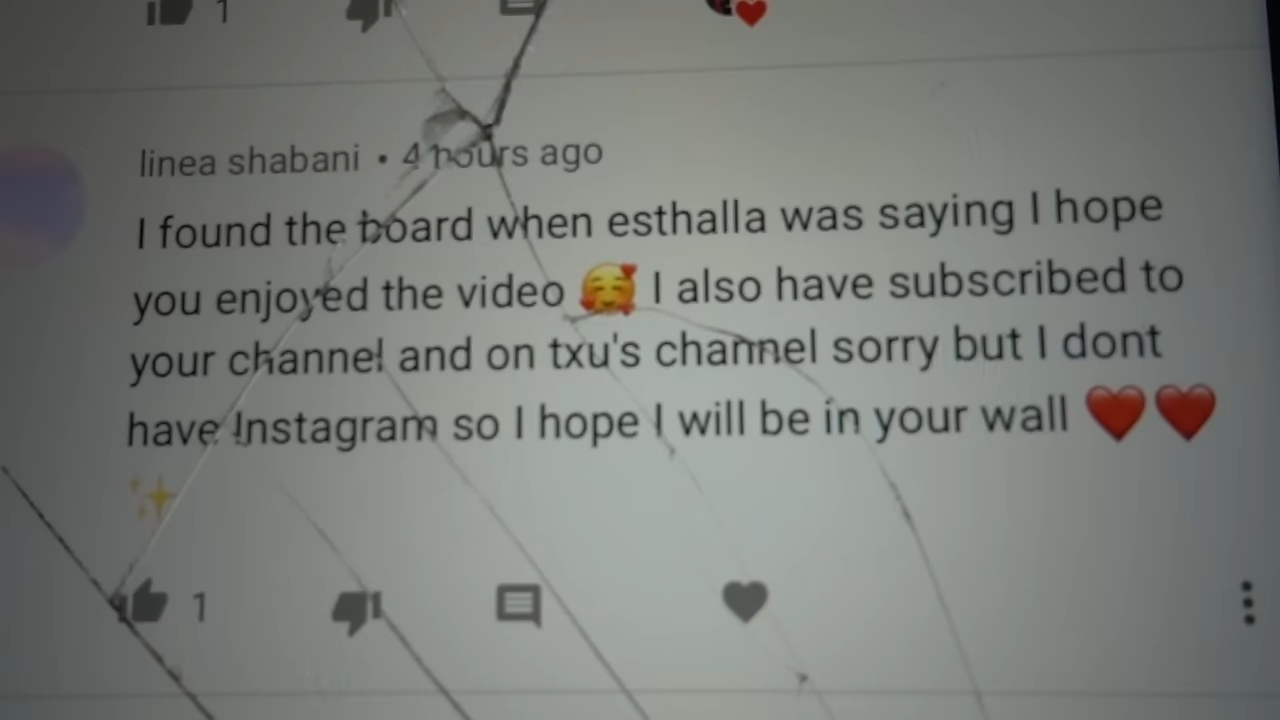 1
linea shabani • 4 hours ago
I found the board when esthalla was saying I hope
you enjoyed the video 🥰 I also have subscribed to
your channel and on txu's channel sorry but I dont
have Instagram so I hope I will be in your wall ❤️❤️
✨
1